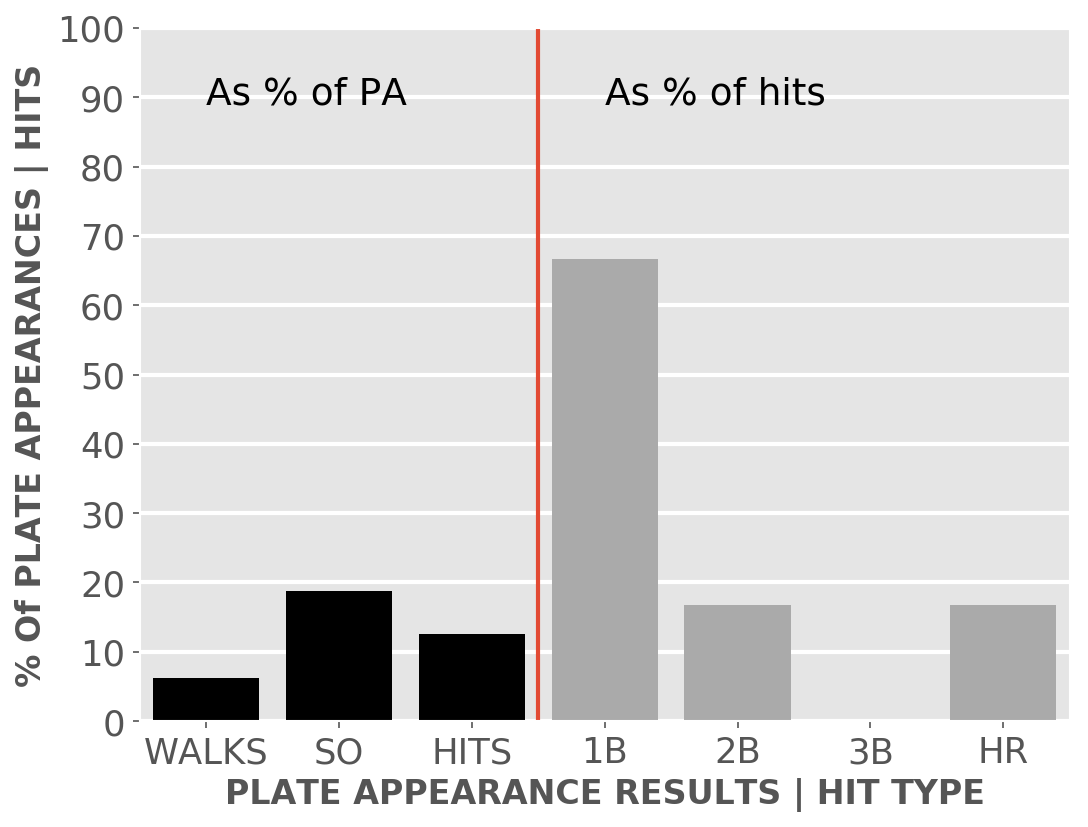 As % of PA
As % of hits
% Of PLATE APPEARANCES | HITS
100
90
80
70
60
50
40
30
20
10
0
WALKS SO HITS 1B 2B 3B HR
PLATE APPEARANCE RESULTS | HIT TYPE